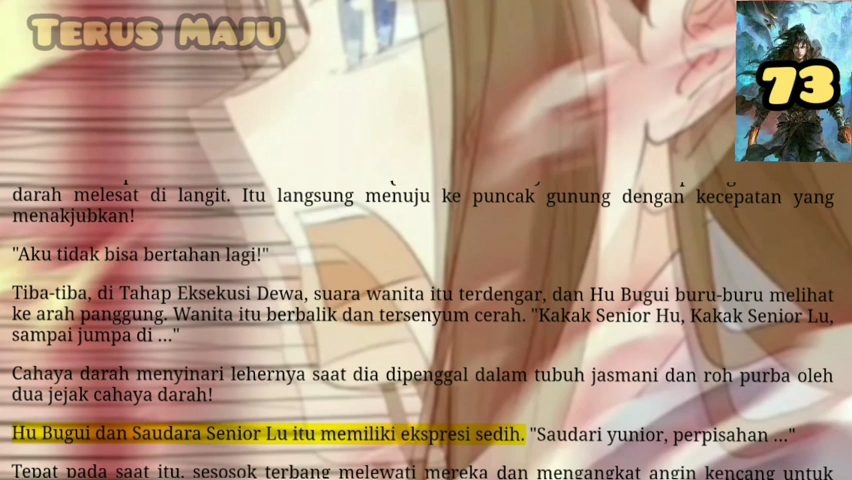 Terus Maju
73
darah melesat di langit. Itu langsung menuju ke puncak gunung dengan kecepatan yang
menakjubkan!
"Aku tidak bisa bertahan lagi!"
Tiba-tiba, di Tahap Eksekusi Dewa, suara wanita itu terdengar, dan Hu Bugui buru-buru melihat
ke arah panggung. Wanita itu berbalik dan tersenyum cerah. "Kakak Senior Hu, Kakak Senior Lu,
sampai jumpa di ..."
Cahaya darah menyinari lehernya saat dia dipenggal dalam tubuh jasmani dan roh purba oleh
dua jejak cahaya darah!
Hu Bugui dan Saudara Senior Lu itu memiliki ekspresi sedih. "Saudari yunior, perpisahan ..."
Tepat pada saat itu, sesosok terbang melewati mereka dan mengangkat angin kencang untuk